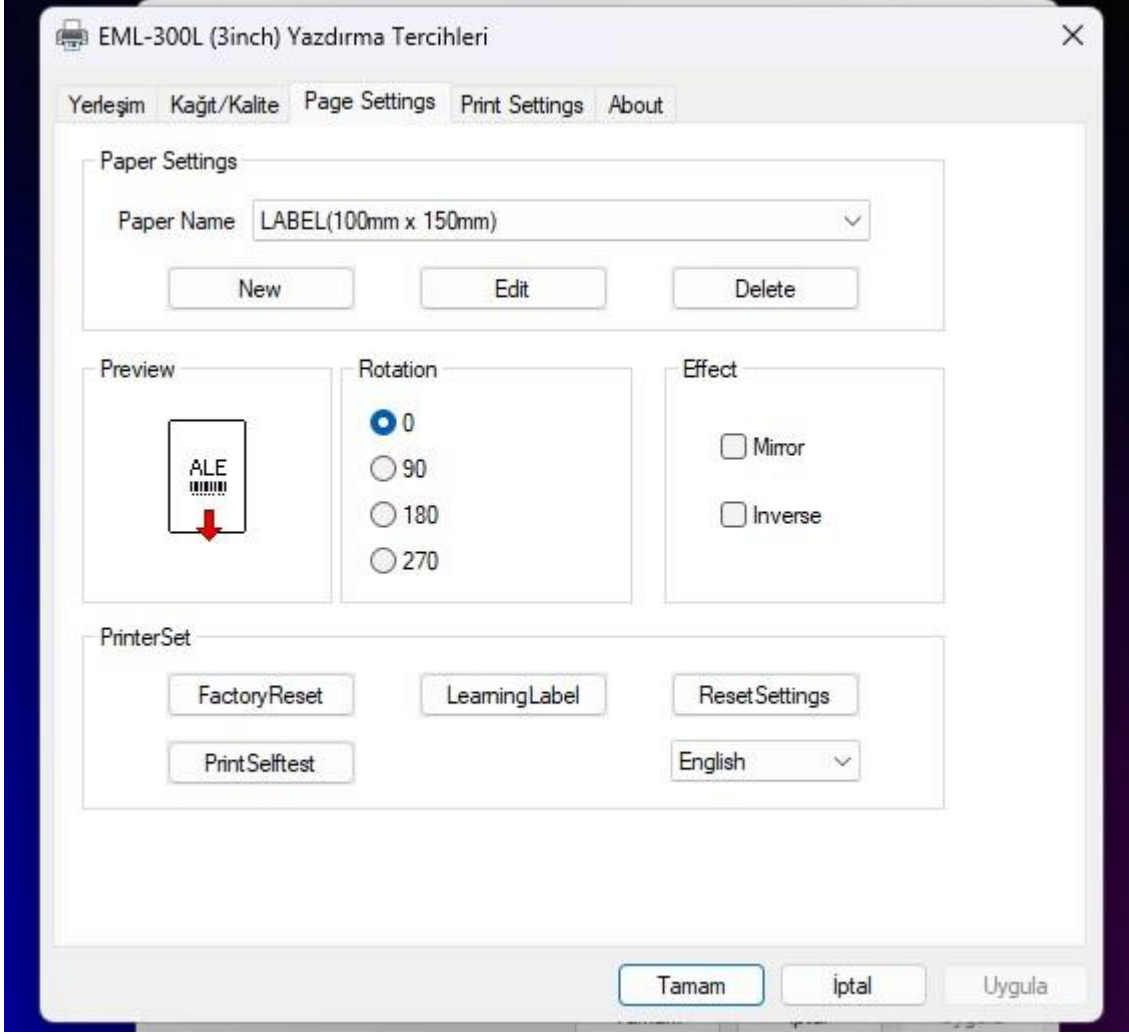 EML-300L (3inch) Yazdırma Tercihleri
Yerleşim Kağıt/Kalite Page Settings Print Settings About
Paper Settings
Paper Name LABEL(100mm x 150mm)
New Edit Delete
Preview Rotation Effect
ALE
0
90
180
270
Mirror
Inverse
PrinterSet
FactoryReset LearningLabel ResetSettings
PrintSelftest English
Tamam İptal Uygula